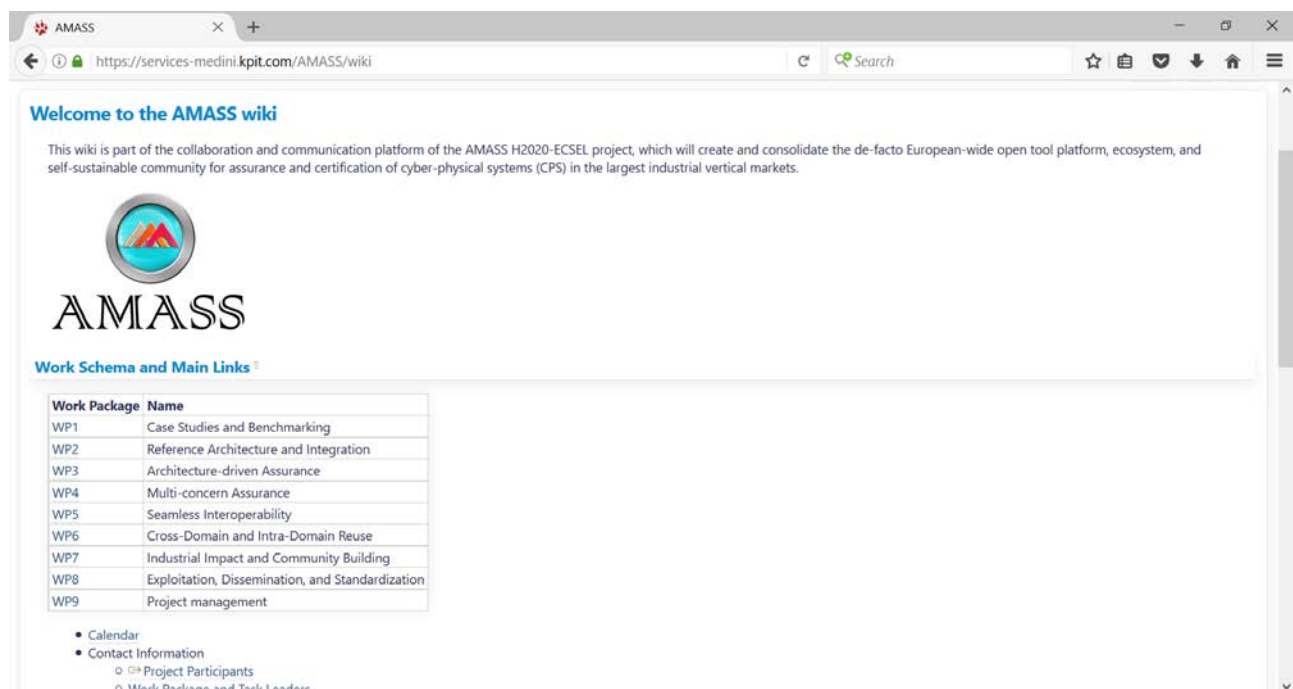 AMASS
https://services-medini.kpit.com/AMASS/wiki
Search
Welcome to the AMASS wiki
This wiki is part of the collaboration and communication platform of the AMASS H2020-ECSEL project, which will create and consolidate the de-facto European-wide open tool platform, ecosystem, and
self-sustainable community for assurance and certification of cyber-physical systems (CPS) in the largest industrial vertical markets.
AMASS
Work Schema and Main Links
Work Package Name
WP1 Case Studies and Benchmarking
WP2 Reference Architecture and Integration
WP3 Architecture-driven Assurance
WP4 Multi-concern Assurance
WP5 Seamless Interoperability
WP6 Cross-Domain and Intra-Domain Reuse
WP7 Industrial Impact and Community Building
WP8 Exploitation, Dissemination, and Standardization
WP9 Project management
Calendar
Contact Information
Project Participants
Work Package and Task Leaders